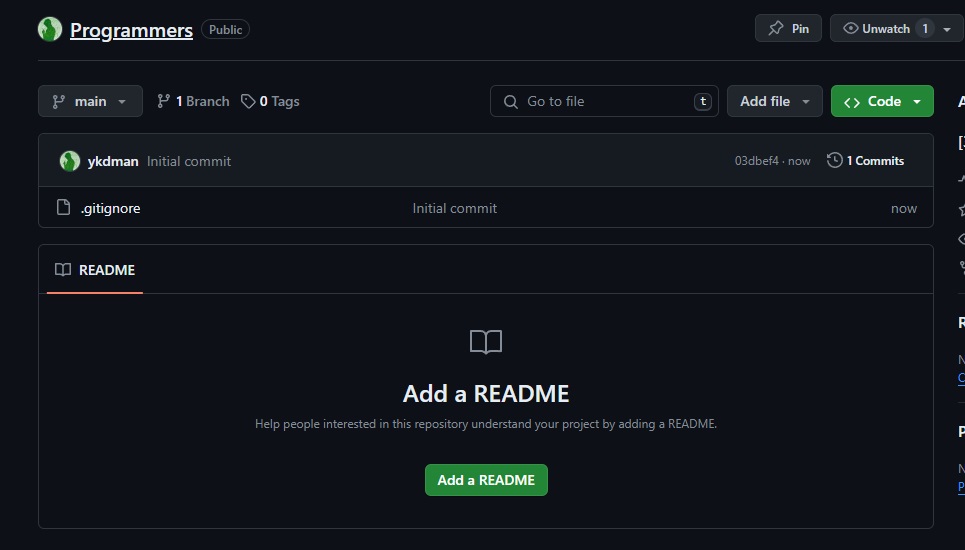 Programmers Public Pin Unwatch 1
main 1 Branch 0 Tags Go to file t Add file Code
ykdman Initial commit 03dbef4 · now 1 Commits
.gitignore Initial commit now
README
Add a README
Help people interested in this repository understand your project by adding a README.
Add a README